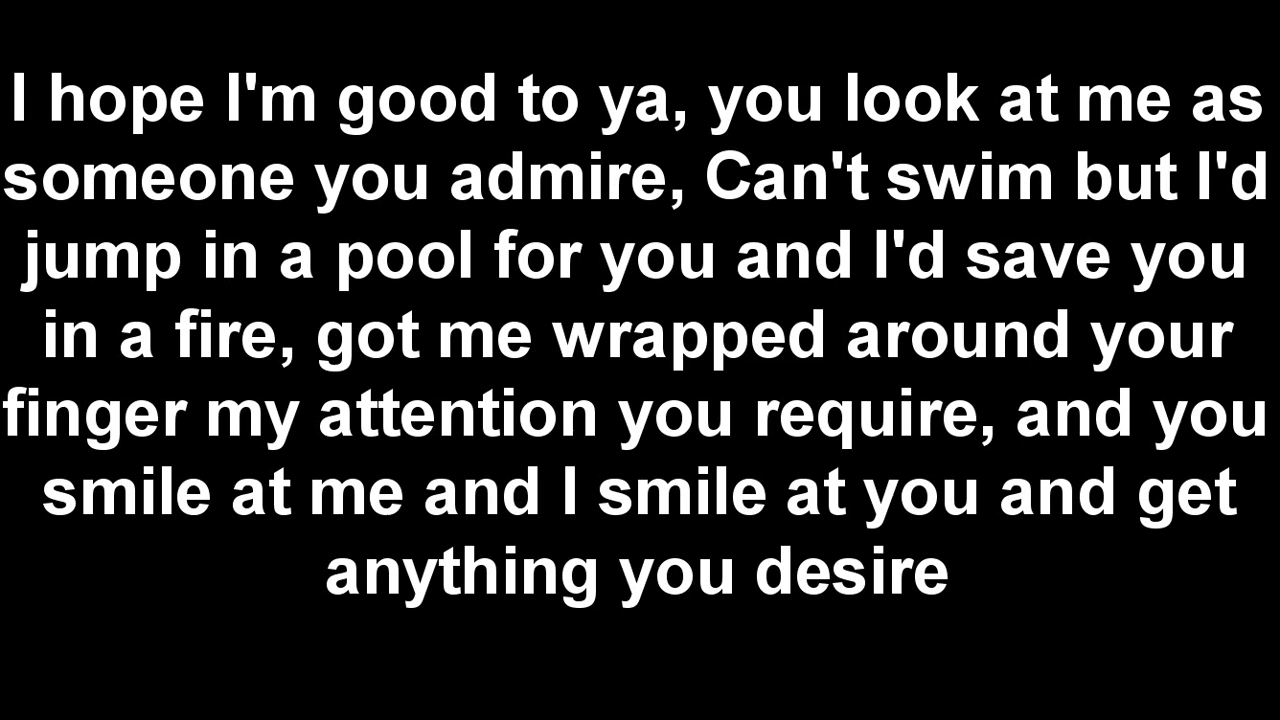 I hope I'm good to ya, you look at me as
someone you admire, Can't swim but I'd
jump in a pool for you and I'd save you
in a fire, got me wrapped around your
finger my attention you require, and you
smile at me and I smile at you and get
anything you desire